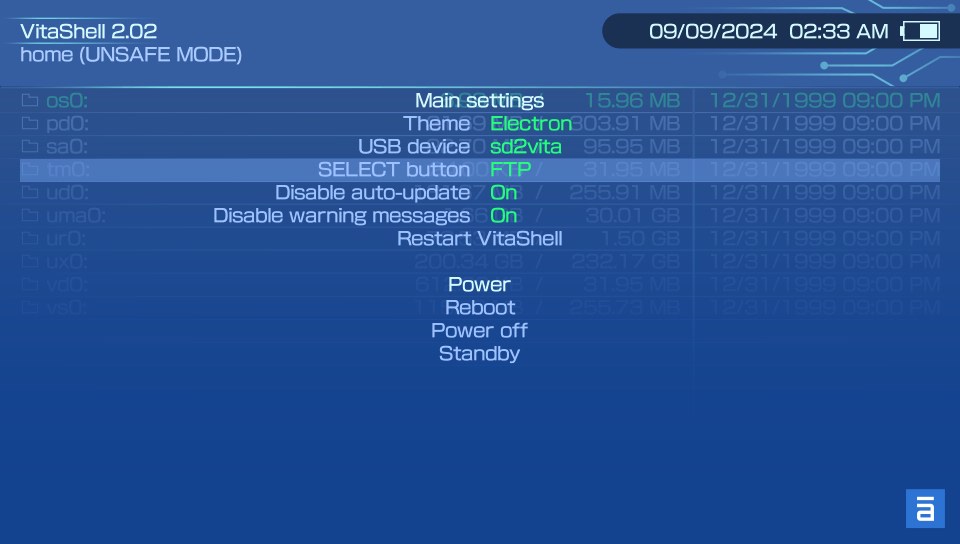 VitaShell 2.02
09/09/2024 02:33 AM
home (UNSAFE MODE)
os0: 15.96 MB 12/31/1999 09:00 PM
Main settings
pd0: 303.91 MB 12/31/1999 09:00 PM
Theme Electron
sa0: 95.95 MB 12/31/1999 09:00 PM
USB device sd2vita
tm0: 31.95 MB 12/31/1999 09:00 PM
SELECT button FTP
ud0: 255.91 MB 12/31/1999 09:00 PM
Disable auto-update On
uma0: 30.01 GB 12/31/1999 09:00 PM
Disable warning messages On
ur0: 1.50 GB 12/31/1999 09:00 PM
Restart VitaShell
ux0: 200.34 GB / 232.17 GB 12/31/1999 09:00 PM
vd0: 31.95 MB 12/31/1999 09:00 PM
Power
vs0: 255.73 MB 12/31/1999 09:00 PM
Reboot
Power off
Standby
ā